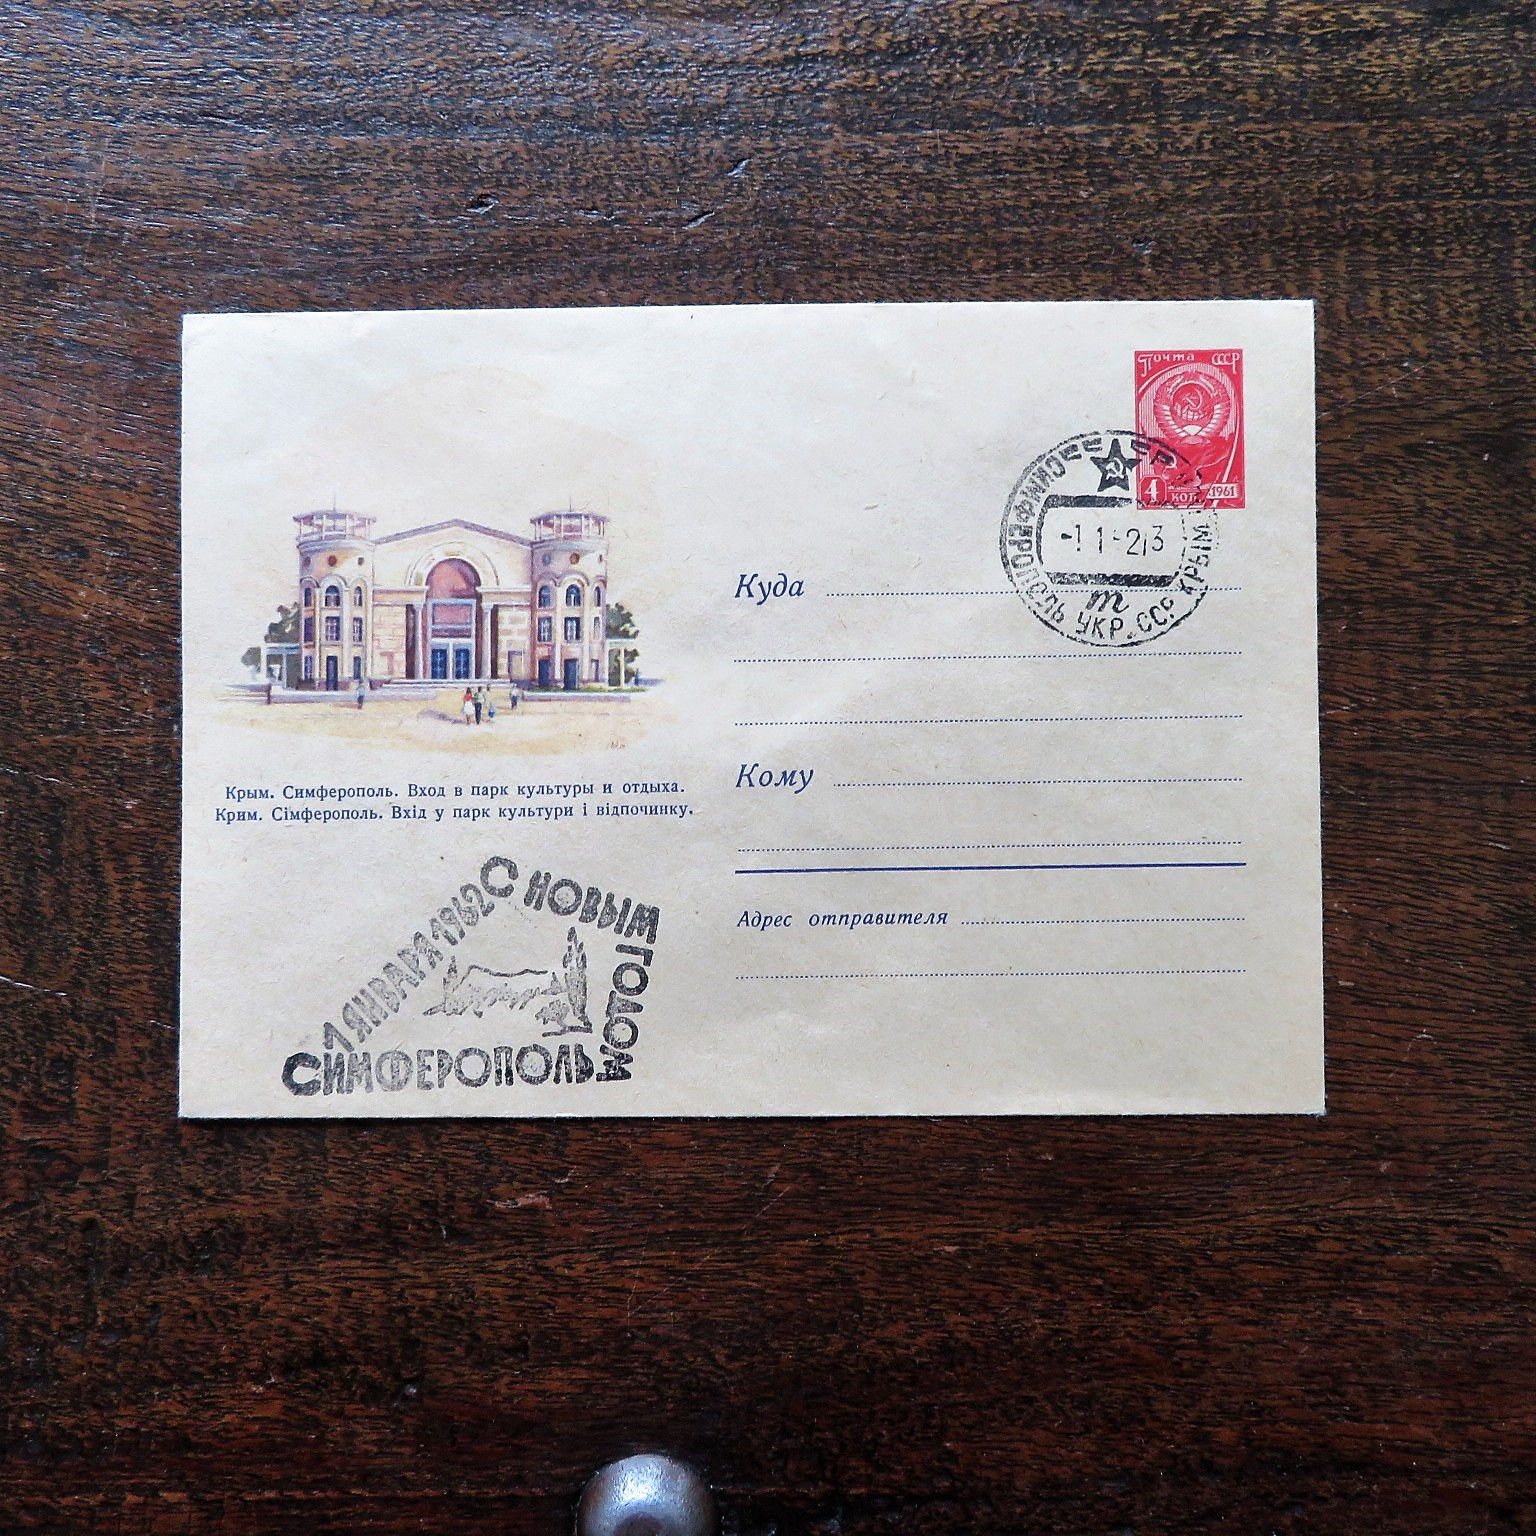 Почта СССР
4 коп. 1961
СИМФЕРОПОЛЬ УКР. ССР КРЫМ.
-1 1-2 3
т
Куда
Крым. Симферополь. Вход в парк культуры и отдыха.
Крим. Сімферополь. Вхід у парк культури і відпочинку.
Кому
Адрес отправителя
1 ЯНВАРЯ 1962
С НОВЫМ
ГОДОМ
СИМФЕРОПОЛЬ